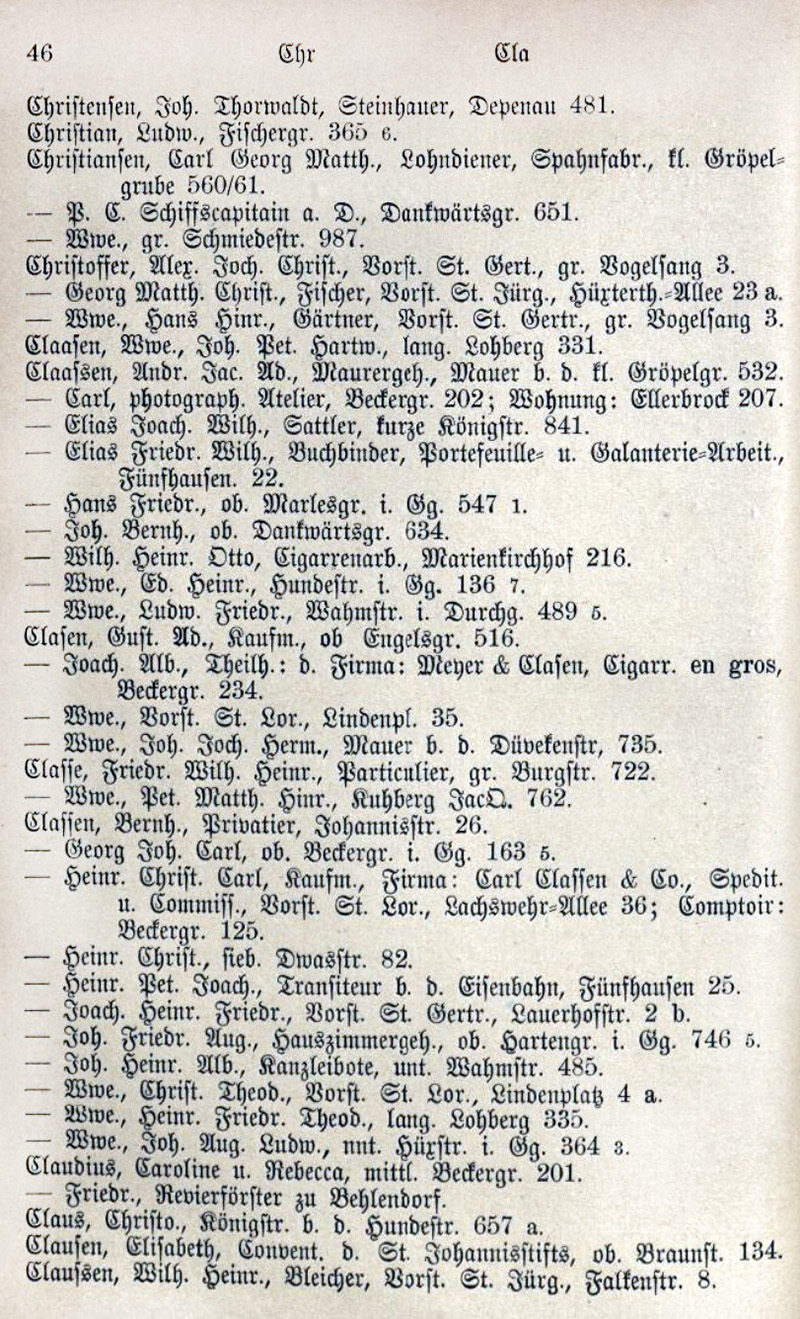 46 Chr Cla
Christensen, Joh. Thorwaldt, Steinhauer, Depenau 481.
Christian, Ludw., Fischergr. 365 6.
Christiansen, Carl Georg Matth., Lohndiener, Spahnfabr., kl. Gröpel-
grube 560/61.
— P. C. Schiffscapitain a. D., Dankwärtsgr. 651.
— Wwe., gr. Schmiedestr. 987.
Christoffer, Alex. Joch. Christ., Vorst. St. Gert., gr. Vogelsang 3.
— Georg Matth. Christ., Fischer, Vorst. St. Jürg., Hüxterth.-Allee 23 a.
— Wwe., Hans Hinr., Gärtner, Vorst. St. Gertr., gr. Vogelsang 3.
Claasen, Wwe., Joh. Pet. Hartw., lang. Lohberg 331.
Claassen, Andr. Jac. Ad., Maurergeh., Mauer b. d. kl. Gröpelgr. 532.
— Carl, photograph. Atelier, Beckergr. 202; Wohnung: Ellerbrock 207.
— Elias Joach. Wilh., Sattler, kurze Königstr. 841.
— Elias Friedr. Wilh., Buchbinder, Portefeuille- u. Galanterie-Arbeit.,
Fünfhausen. 22.
— Hans Friedr., ob. Marlesgr. i. Gg. 547 1.
— Joh. Bernh., ob. Dankwärtsgr. 634.
— Wilh. Heinr. Otto, Cigarrenarb., Marienkirchhof 216.
— Wwe., Ed. Heinr., Hundestr. i. Gg. 136 7.
— Wwe., Ludw. Friedr., Wahmstr. i. Durchg. 489 5.
Clasen, Gust. Ad., Kaufm., ob Engelsgr. 516.
— Joach. Alb., Theilh.: d. Firma: Meyer & Clasen, Cigarr. en gros,
Beckergr. 234.
— Wwe., Vorst. St. Lor., Lindenpl. 35.
— Wwe., Joh. Joch. Herm., Mauer b. d. Düvekenstr, 735.
Classe, Friedr. Wilh. Heinr., Particulier, gr. Burgstr. 722.
— Wwe., Pet. Matth. Hinr., Kuhberg JacQ. 762.
Classen, Bernh., Privatier, Johannisstr. 26.
— Georg Joh. Carl, ob. Beckergr. i. Gg. 163 5.
— Heinr. Christ. Carl, Kaufm., Firma: Carl Classen & Co., Spedit.
u. Commiss., Vorst. St. Lor., Lachswehr-Allee 36; Comptoir:
Beckergr. 125.
— Heinr. Christ., sieb. Dwasstr. 82.
— Heinr. Pet. Joach., Transiteur b. d. Eisenbahn, Fünfhausen 25.
— Joach. Heinr. Friedr., Vorst. St. Gertr., Lauerhofstr. 2 b.
— Joh. Friedr. Aug., Hauszimmergeh., ob. Hartengr. i. Gg. 746 5.
— Joh. Heinr. Alb., Kanzleibote, unt. Wahmstr. 485.
— Wwe., Christ. Theod., Vorst. St. Lor., Lindenplatz 4 a.
— Wwe., Heinr. Friedr. Theod., lang. Lohberg 335.
— Wwe., Joh. Aug. Ludw., nnt. Hüxstr. i. Gg. 364 3.
Claudius, Caroline u. Rebecca, mittl. Beckergr. 201.
— Friedr., Revierförster zu Behlendorf.
Claus, Christo., Königstr. b. d. Hundestr. 657 a.
Clausen, Elisabeth, Convent. d. St. Johannisstifts, ob. Braunst. 134.
Claussen, Wilh. Heinr., Bleicher, Vorst. St. Jürg., Falkenstr. 8.